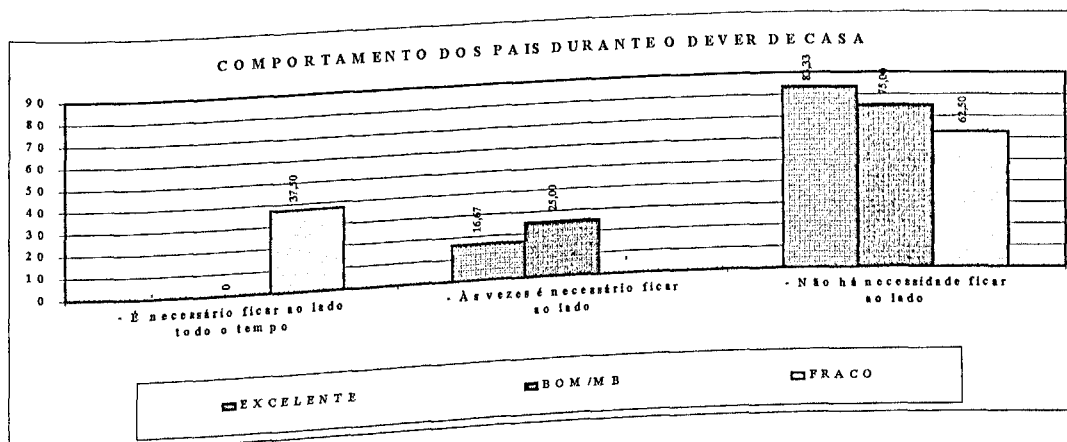 COMPORTAMENTO DOS PAIS DURANTE O DEVER DE CASA
90
80
70
60
50
40
30
20
10
0
0
37,50
16,67
25,00
83,33
75,00
62,50
- É necessário ficar ao lado
todo o tempo
- Às vezes é necessário ficar
ao lado
- Não há necessidade ficar
ao lado
EXCELENTE
BOM/MB
FRACO